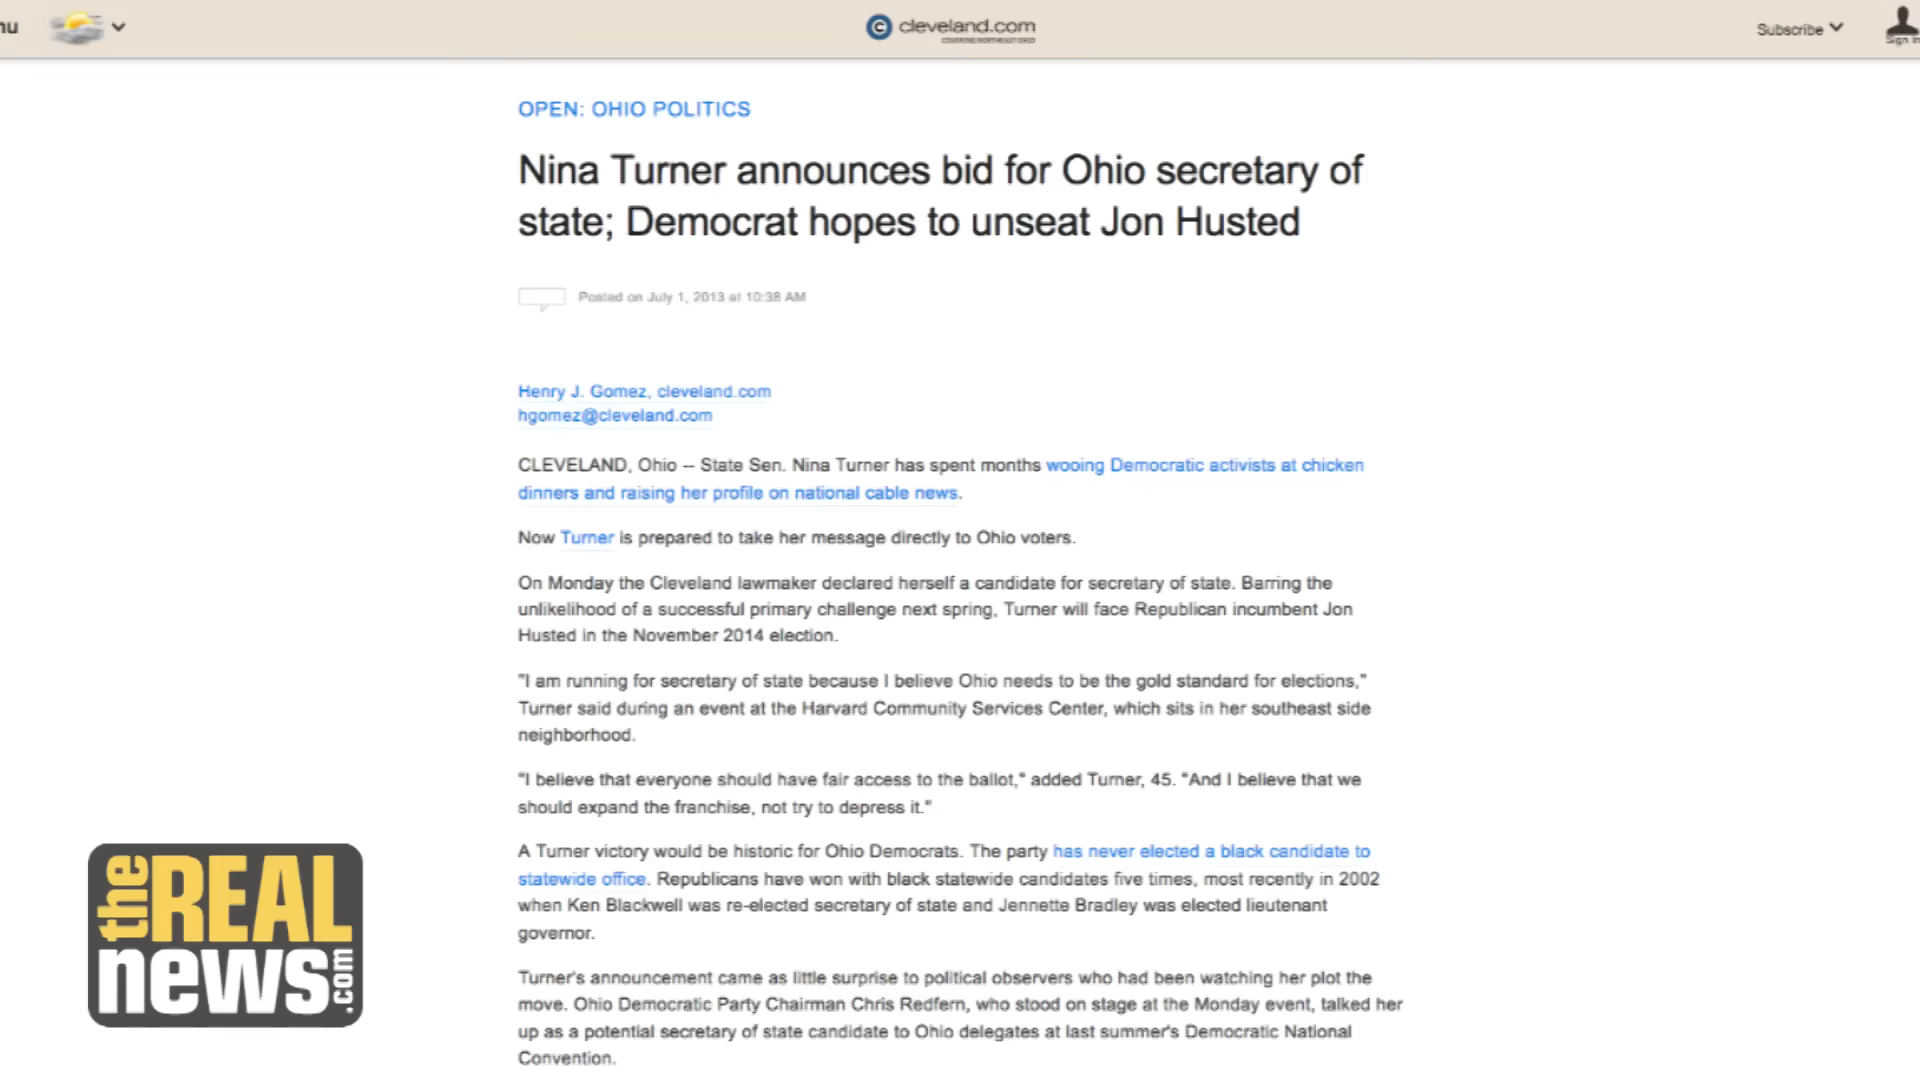 nu
cleveland.com
COVERING NORTHEAST OHIO
Subscribe
Sign in
OPEN: OHIO POLITICS
Nina Turner announces bid for Ohio secretary of
state; Democrat hopes to unseat Jon Husted
Posted on July 1, 2013 at 10:38 AM
Henry J. Gomez, cleveland.com
hgomez@cleveland.com
CLEVELAND, Ohio -- State Sen. Nina Turner has spent months wooing Democratic activists at chicken
dinners and raising her profile on national cable news.
Now Turner is prepared to take her message directly to Ohio voters.
On Monday the Cleveland lawmaker declared herself a candidate for secretary of state. Barring the
unlikelihood of a successful primary challenge next spring, Turner will face Republican incumbent Jon
Husted in the November 2014 election.
"I am running for secretary of state because I believe Ohio needs to be the gold standard for elections,"
Turner said during an event at the Harvard Community Services Center, which sits in her southeast side
neighborhood.
"I believe that everyone should have fair access to the ballot," added Turner, 45. "And I believe that we
should expand the franchise, not try to depress it."
A Turner victory would be historic for Ohio Democrats. The party has never elected a black candidate to
statewide office. Republicans have won with black statewide candidates five times, most recently in 2002
when Ken Blackwell was re-elected secretary of state and Jennette Bradley was elected lieutenant
governor.
Turner's announcement came as little surprise to political observers who had been watching her plot the
move. Ohio Democratic Party Chairman Chris Redfern, who stood on stage at the Monday event, talked her
up as a potential secretary of state candidate to Ohio delegates at last summer's Democratic National
Convention.
the REAL
news.com